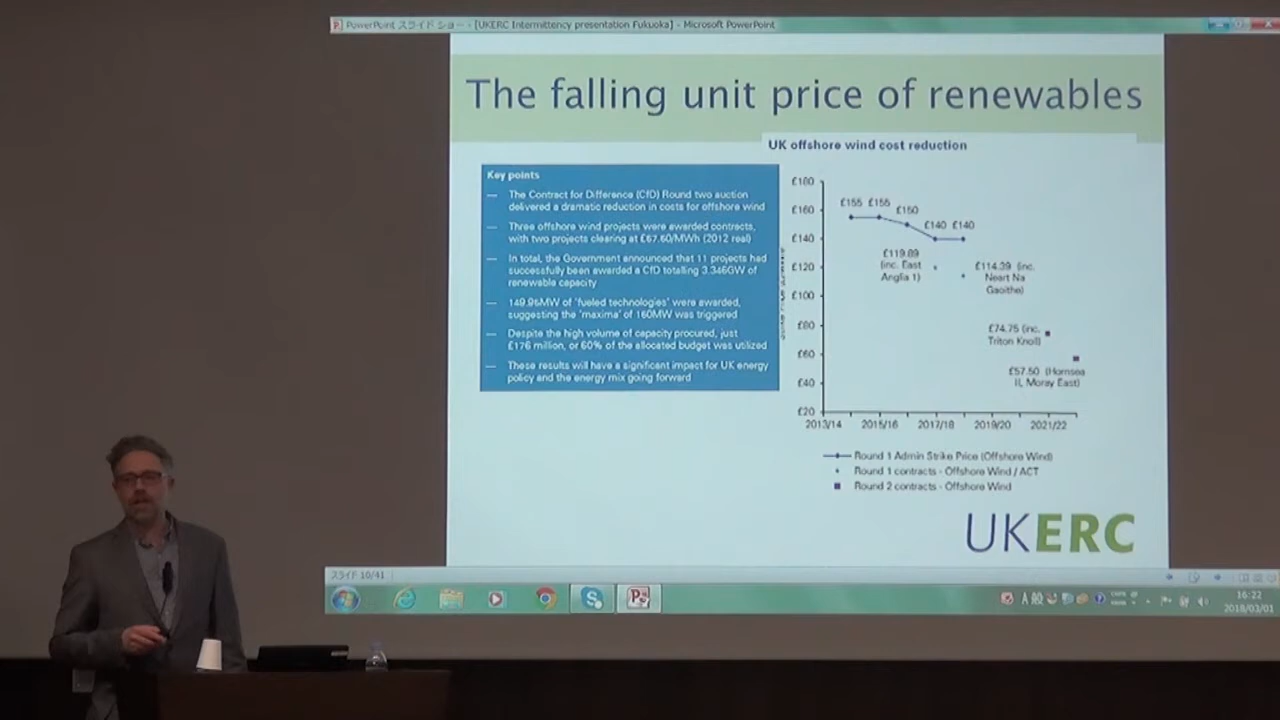 PowerPoint スライド ショー - [UKERC Intermittency presentation Fukuoka] - Microsoft PowerPoint
The falling unit price of renewables
UK offshore wind cost reduction
Key points
— The Contract for Difference (CfD) Round two auction
delivered a dramatic reduction in costs for offshore wind
— Three offshore wind projects were awarded contracts,
with two projects clearing at £57.50/MWh (2012 real)
— In total, the Government announced that 11 projects had
successfully been awarded a CfD totalling 3.346GW of
renewable capacity
— 149.95MW of 'fueled technologies' were awarded,
suggesting the 'maxima' of 150MW was triggered
— Despite the high volume of capacity procured, just
£176 million, or 60% of the allocated budget was utilized
— These results will have a significant impact for UK energy
policy and the energy mix going forward
£180
£160
£140
£120
£100
£80
£60
£40
£20
£155 £155
£150
£140 £140
£119.89
(inc. East
Anglia 1)
£114.39 (inc.
Neart Na
Gaoithe)
£74.75 (inc.
Triton Knoll)
£57.50 (Hornsea
II, Moray East)
2013/14 2015/16 2017/18 2019/20 2021/22
Round 1 Admin Strike Price (Offshore Wind)
Round 1 contracts - Offshore Wind / ACT
Round 2 contracts - Offshore Wind
UKERC
スライド 10/41
A 般
16:22
2018/03/01